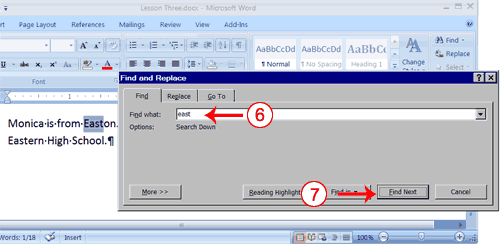 Lesson Three.docx - Microsoft Word
Page Layout References Mailings Review View Add-Ins
AaBbCcDd AaBbCcDd AaBbCc
¶ Normal ¶ No Spacing Heading 1
Change
Find
Replace
Select
Font
Find and Replace
Find Replace Go To
Find what: east
6
Options: Search Down
Monica·is·from·Easton.
Eastern·High·School.¶
More >> Reading Highlight Find in Find Next Cancel
7
Words: 1/18 Insert